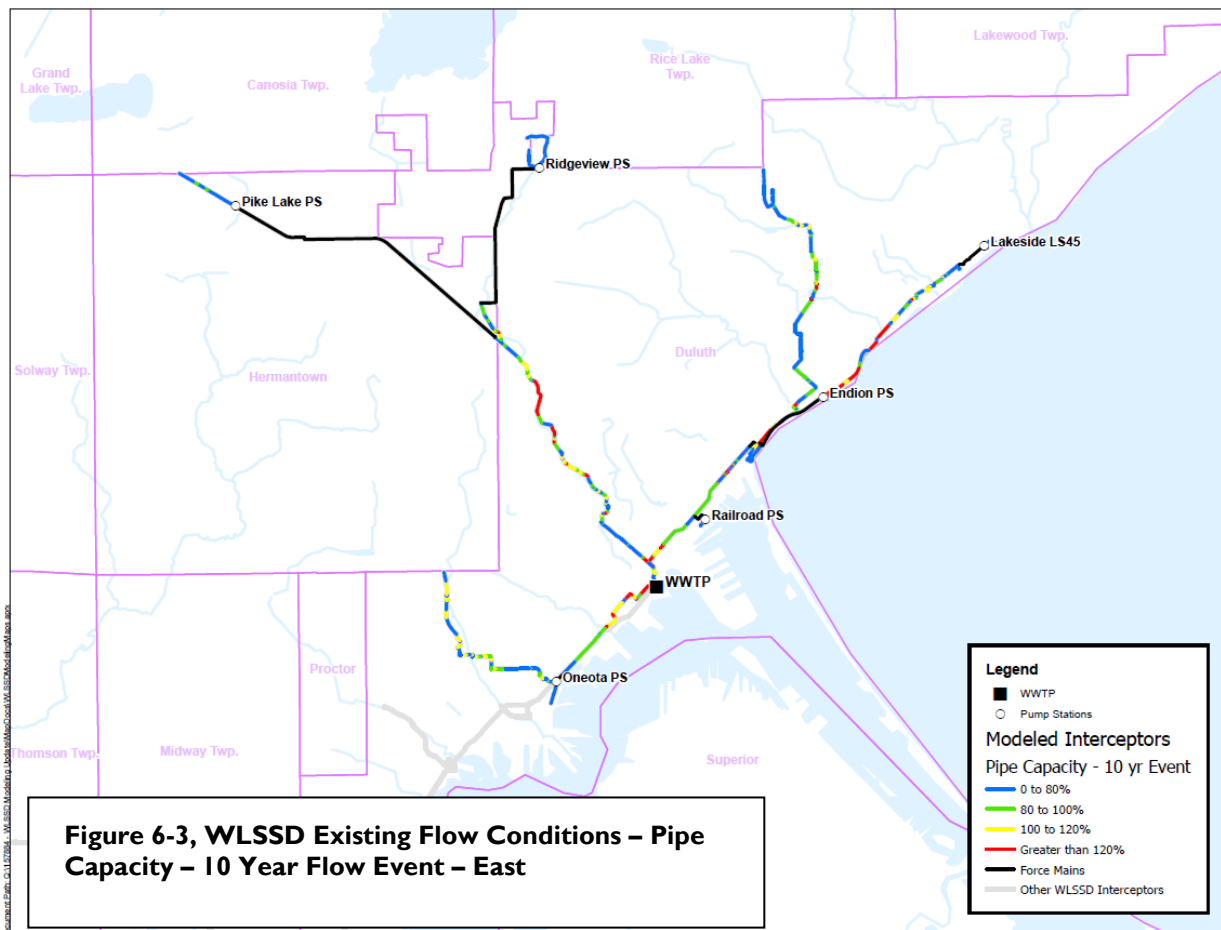 Lakewood Twp.
Rice Lake
Twp.
Grand
Lake Twp.
Canosia Twp.
Ridgeview PS
Pike Lake PS
Lakeside LS45
Duluth
Solway Twp.
Hermantown
Endion PS
Railroad PS
WWTP
Proctor
Oneota PS
Thomson Twp.
Midway Twp.
Superior
Legend
WWTP
Pump Stations
Modeled Interceptors
Pipe Capacity - 10 yr Event
0 to 80%
80 to 100%
100 to 120%
Greater than 120%
Force Mains
Other WLSSD Interceptors
Figure 6-3, WLSSD Existing Flow Conditions – Pipe
Capacity – 10 Year Flow Event – East